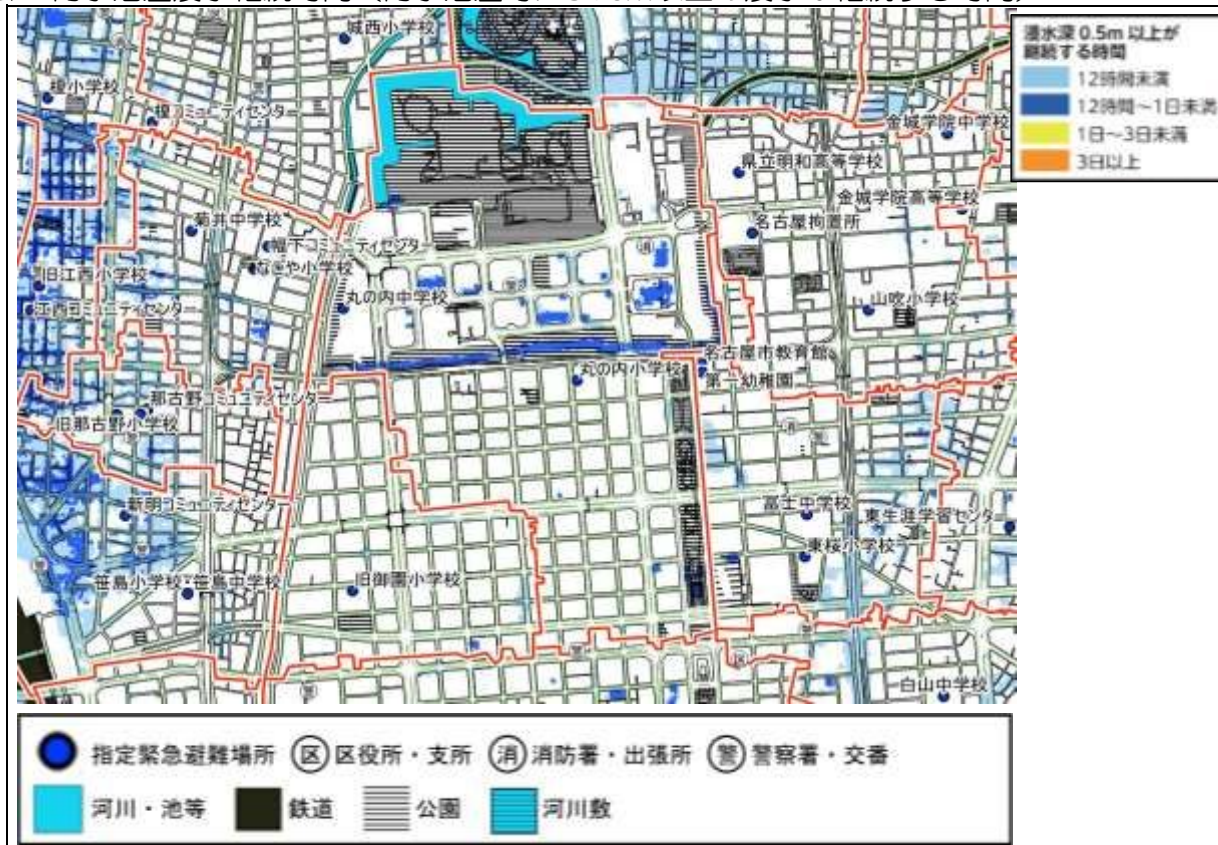 浸水深 0.5m 以上が
継続する時間
12時間未満
12時間～1日未満
1日～3日未満
3日以上
城西小学校
榎小学校
榎コミュニティセンター
金城学院中学校
県立明和高等学校
金城学院高等学校
菊井中学校
名古屋拘置所
幅下コミュニティセンター
なごや小学校
旧江西小学校
丸の内中学校
山吹小学校
江西コミュニティセンター
名古屋市教育館
丸の内小学校
第一幼稚園
那古野コミュニティセンター
旧那古野小学校
新明コミュニティセンター
冨士中学校
東生涯学習センター
東桜小学校
笹島小学校・笹島中学校
旧御園小学校
白山中学校
指定緊急避難場所
区 区役所・支所
消 消防署・出張所
警 警察署・交番
河川・池等
鉄道
公園
河川敷